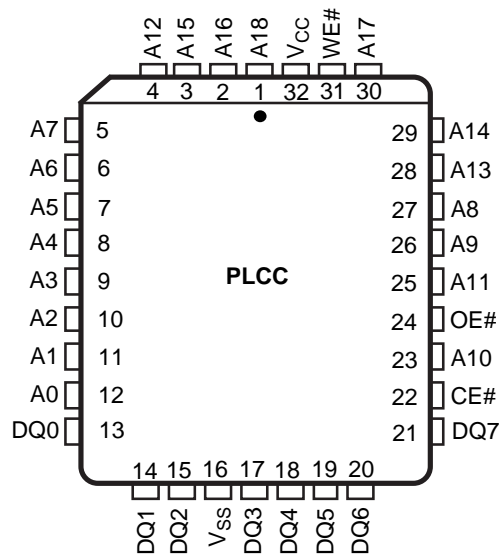 A12 A15 A16 A18 VCC WE# A17
4 3 2 1 32 31 30
A7 5 29 A14
A6 6 28 A13
A5 7 27 A8
A4 8 26 A9
PLCC
A3 9 25 A11
A2 10 24 OE#
A1 11 23 A10
A0 12 22 CE#
DQ0 13 21 DQ7
14 15 16 17 18 19 20
DQ1 DQ2 VSS DQ3 DQ4 DQ5 DQ6